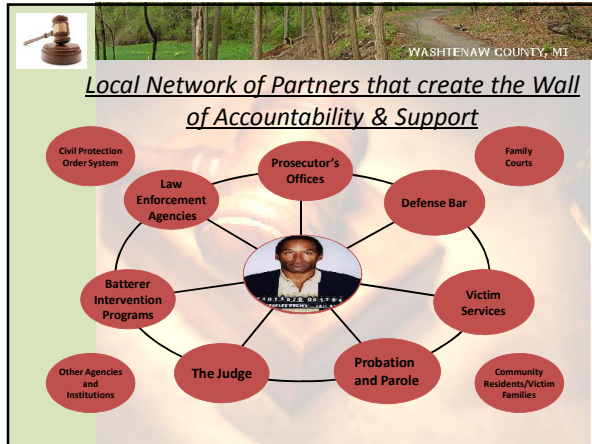 WASHTENAW COUNTY, MI
Local Network of Partners that create the Wall
of Accountability & Support
Civil Protection
Order System
Prosecutor's
Offices
Family
Courts
Law
Enforcement
Agencies
Defense Bar
Batterer
Intervention
Programs
Victim
Services
The Judge
Probation
and Parole
Other Agencies
and
Institutions
Community
Residents/Victim
Families